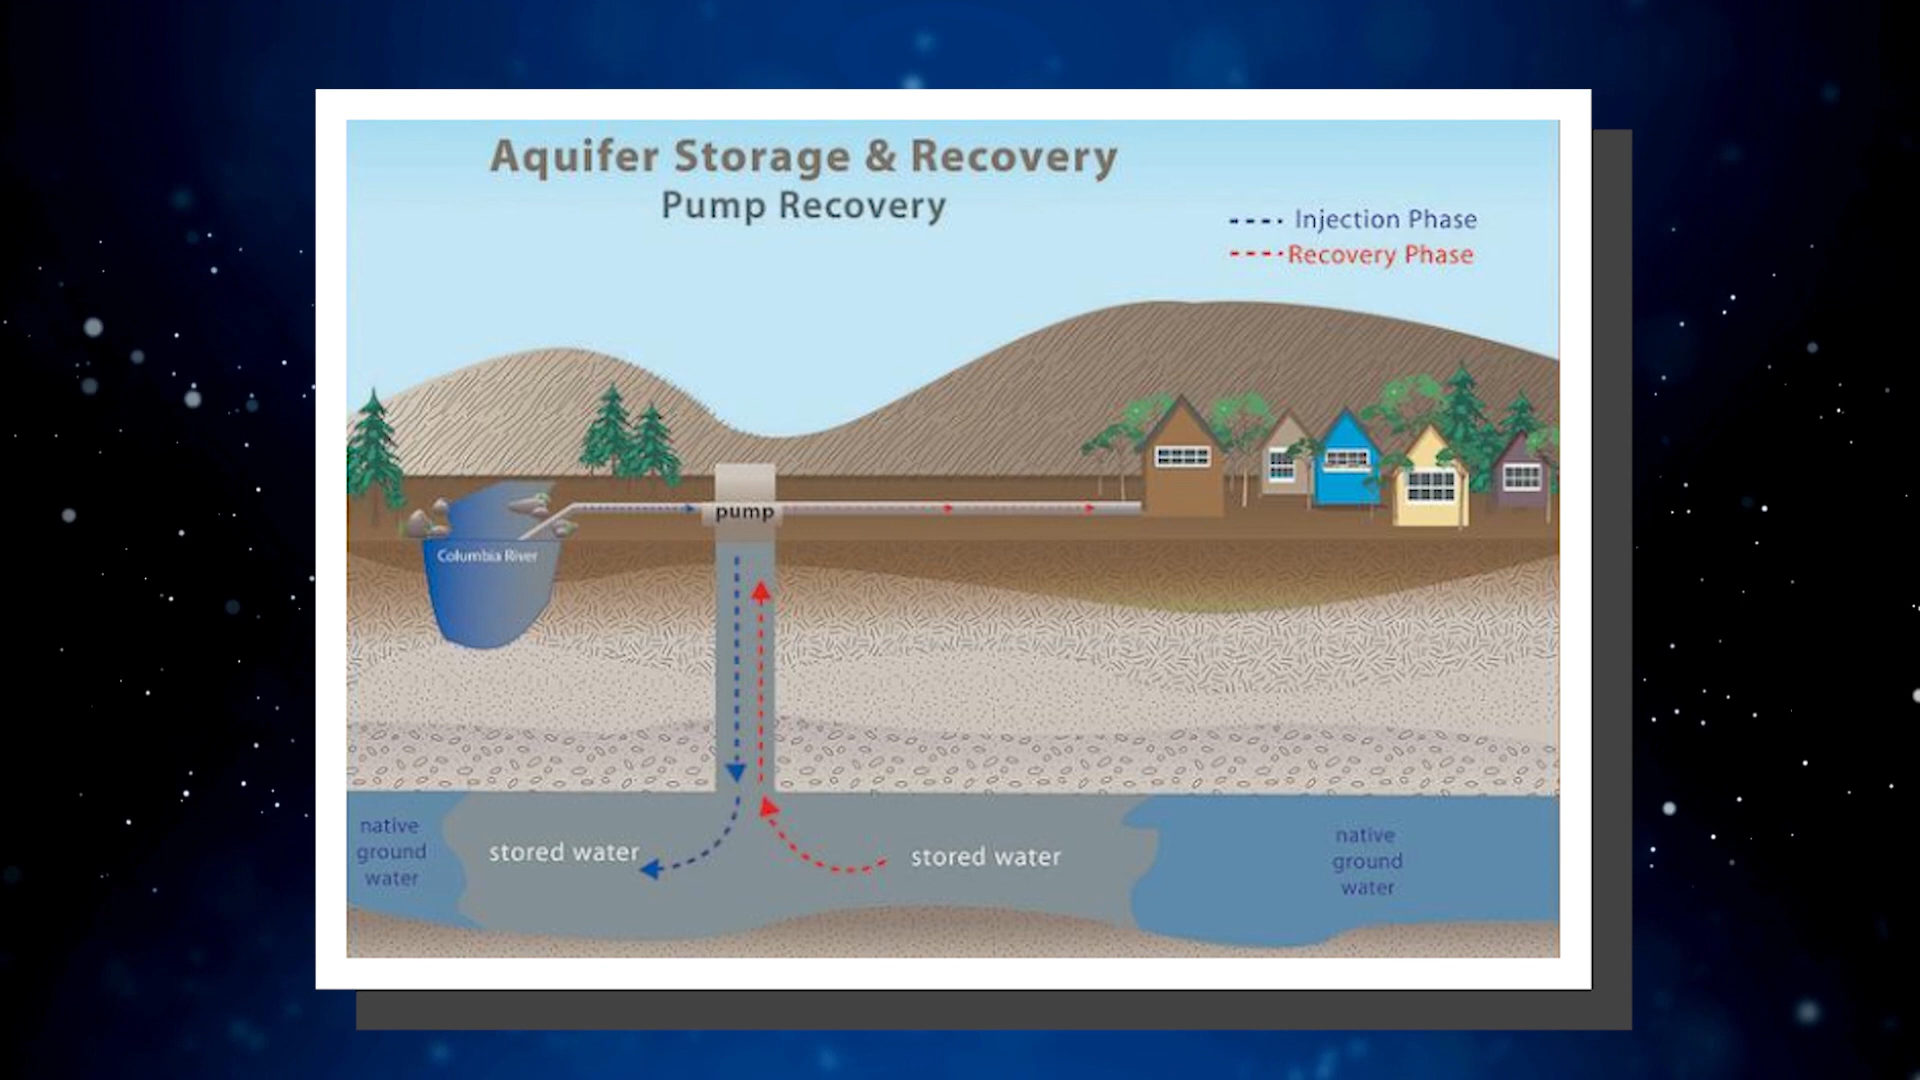 Aquifer Storage & Recovery
Pump Recovery
Injection Phase
Recovery Phase
pump
Columbia River
native
ground
water
stored water
stored water
native
ground
water